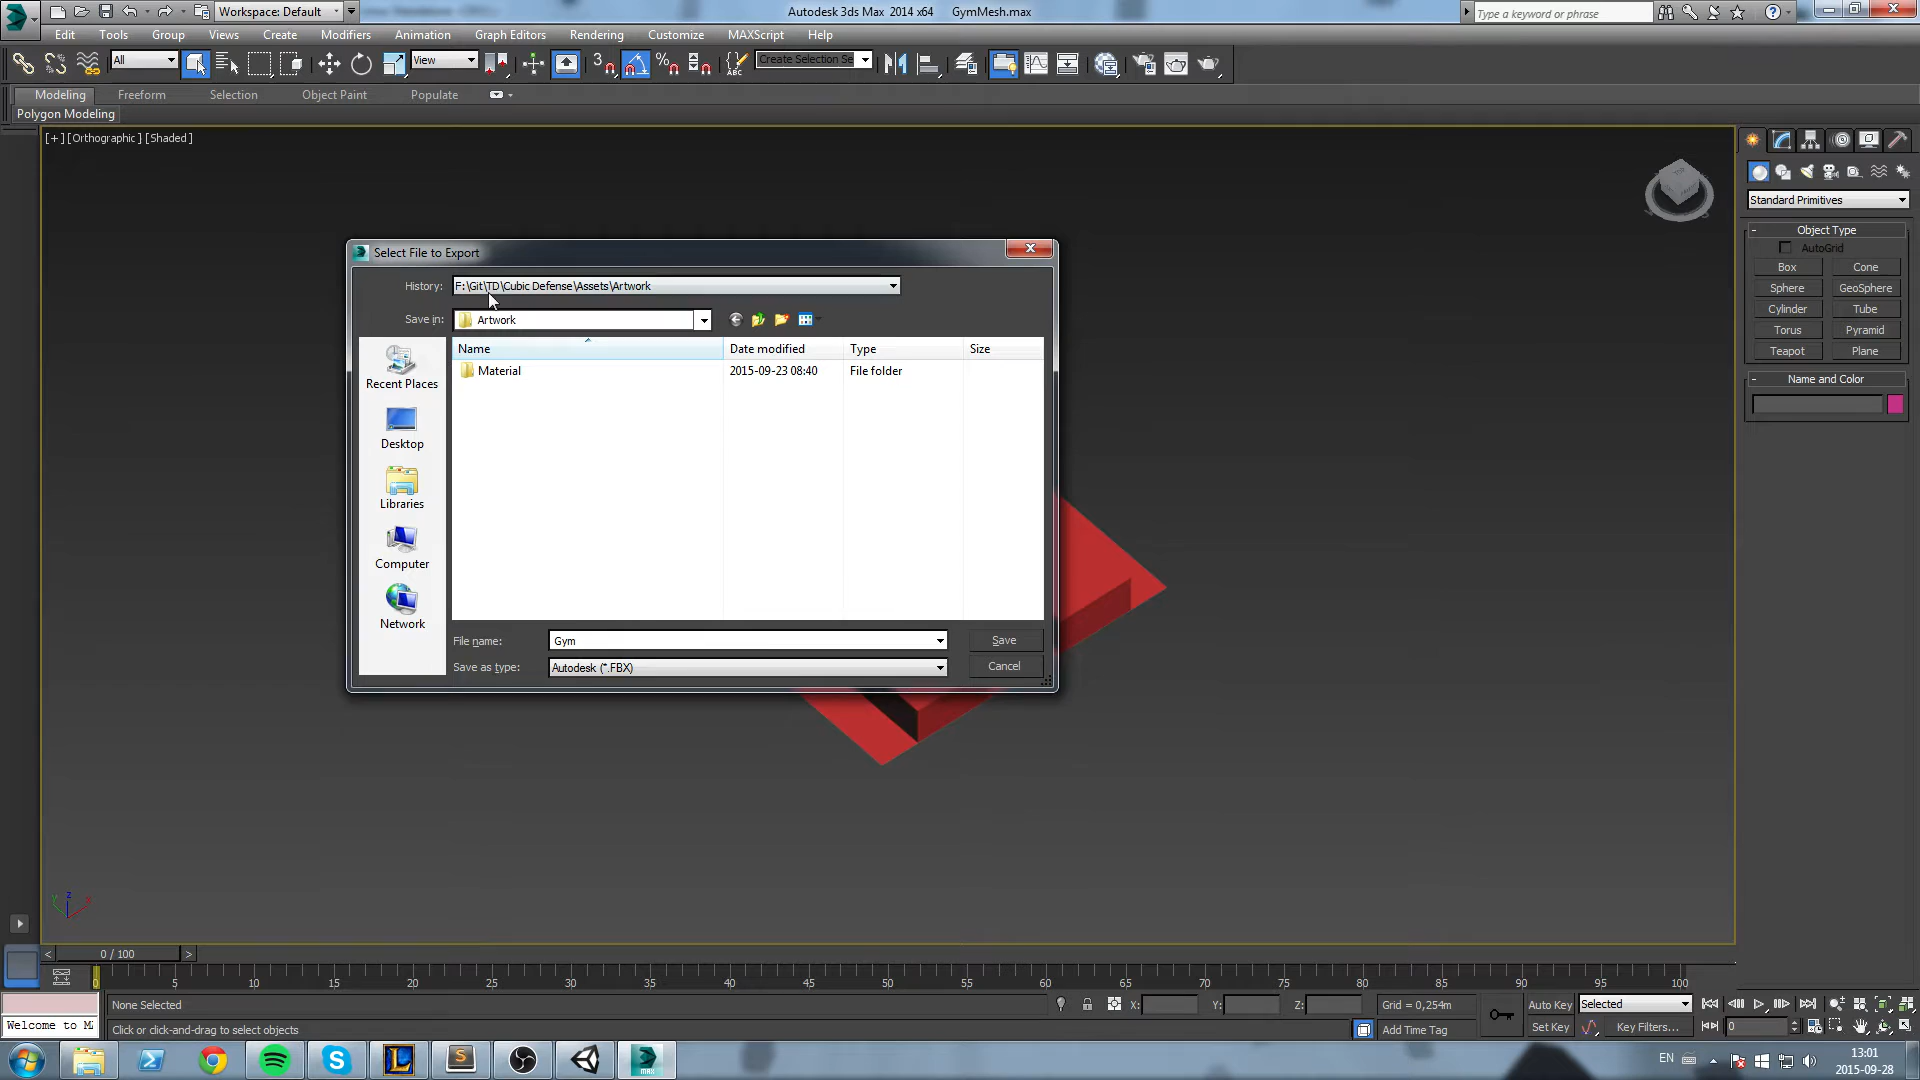 Workspace: Default
Autodesk 3ds Max 2014 x64 GymMesh.max
Type a keyword or phrase
Edit Tools Group Views Create Modifiers Animation Graph Editors Rendering Customize MAXScript Help
All
View
3
%
ABC
Create Selection Se
Modeling Freeform Selection Object Paint Populate
Polygon Modeling
[+][Orthographic][Shaded]
Standard Primitives
Object Type
AutoGrid
Box Cone
Sphere GeoSphere
Cylinder Tube
Torus Pyramid
Teapot Plane
Name and Color
Select File to Export
History: F:\Git\TD\Cubic Defense\Assets\Artwork
Save in: Artwork
Name Date modified Type Size
Material 2015-09-23 08:40 File folder
Recent Places
Desktop
Libraries
Computer
Network
File name: Gym Save
Save as type: Autodesk (*.FBX) Cancel
z
x
< 0 / 100 >
0 5 10 15 20 25 30 35 40 45 50 55 60 65 70 75 80 85 90 95 100
None Selected X: Y: Z: Grid = 0,254m Auto Key Selected
Welcome to M Click or click-and-drag to select objects Add Time Tag Set Key Key Filters... 0
EN 13:01
2015-09-28